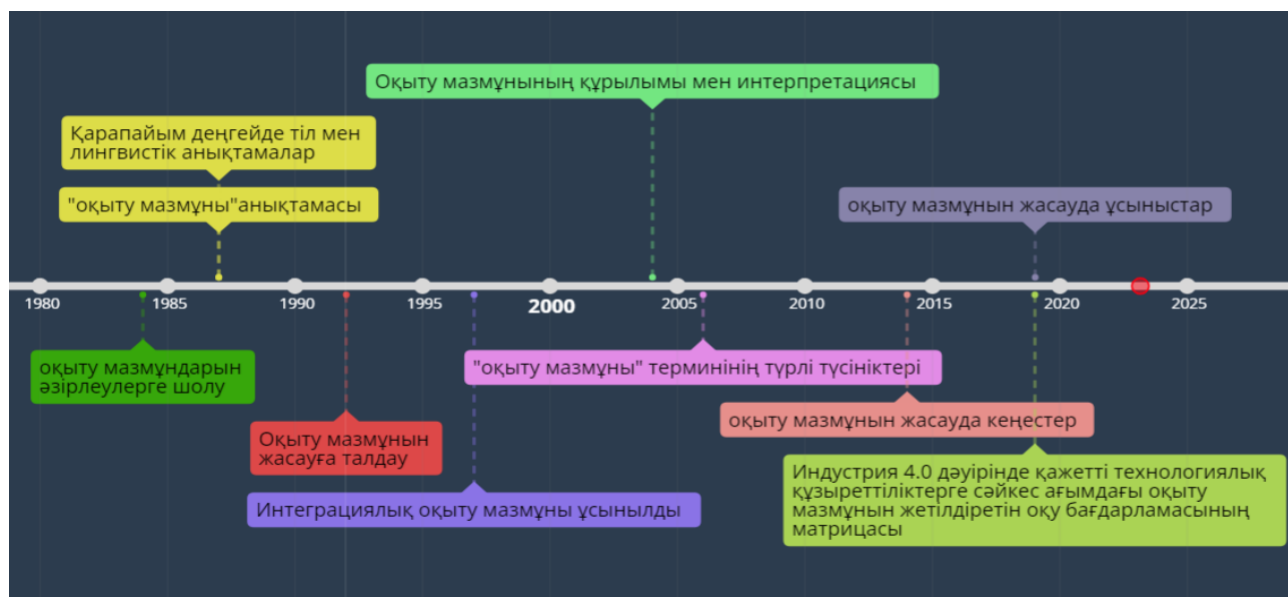 Оқыту мазмұнының құрылымы мен интерпретациясы
Қарапайым деңгейде тіл мен
лингвистік анықтамалар
"оқыту мазмұны"анықтамасы
оқыту мазмұнын жасауда ұсыныстар
1980
1985
1990
1995
2000
2005
2010
2015
2020
2025
оқыту мазмұндарын
әзірлеулерге шолу
"оқыту мазмұны" терминінің түрлі түсініктері
оқыту мазмұнын жасауда кеңестер
Оқыту мазмұнын
жасауға талдау
Индустрия 4.0 дәуірінде қажетті технологиялық
құзыреттіліктерге сәйкес ағымдағы оқыту
мазмұнын жетілдіретін оқу бағдарламасының
матрицасы
Интеграциялық оқыту мазмұны ұсынылды